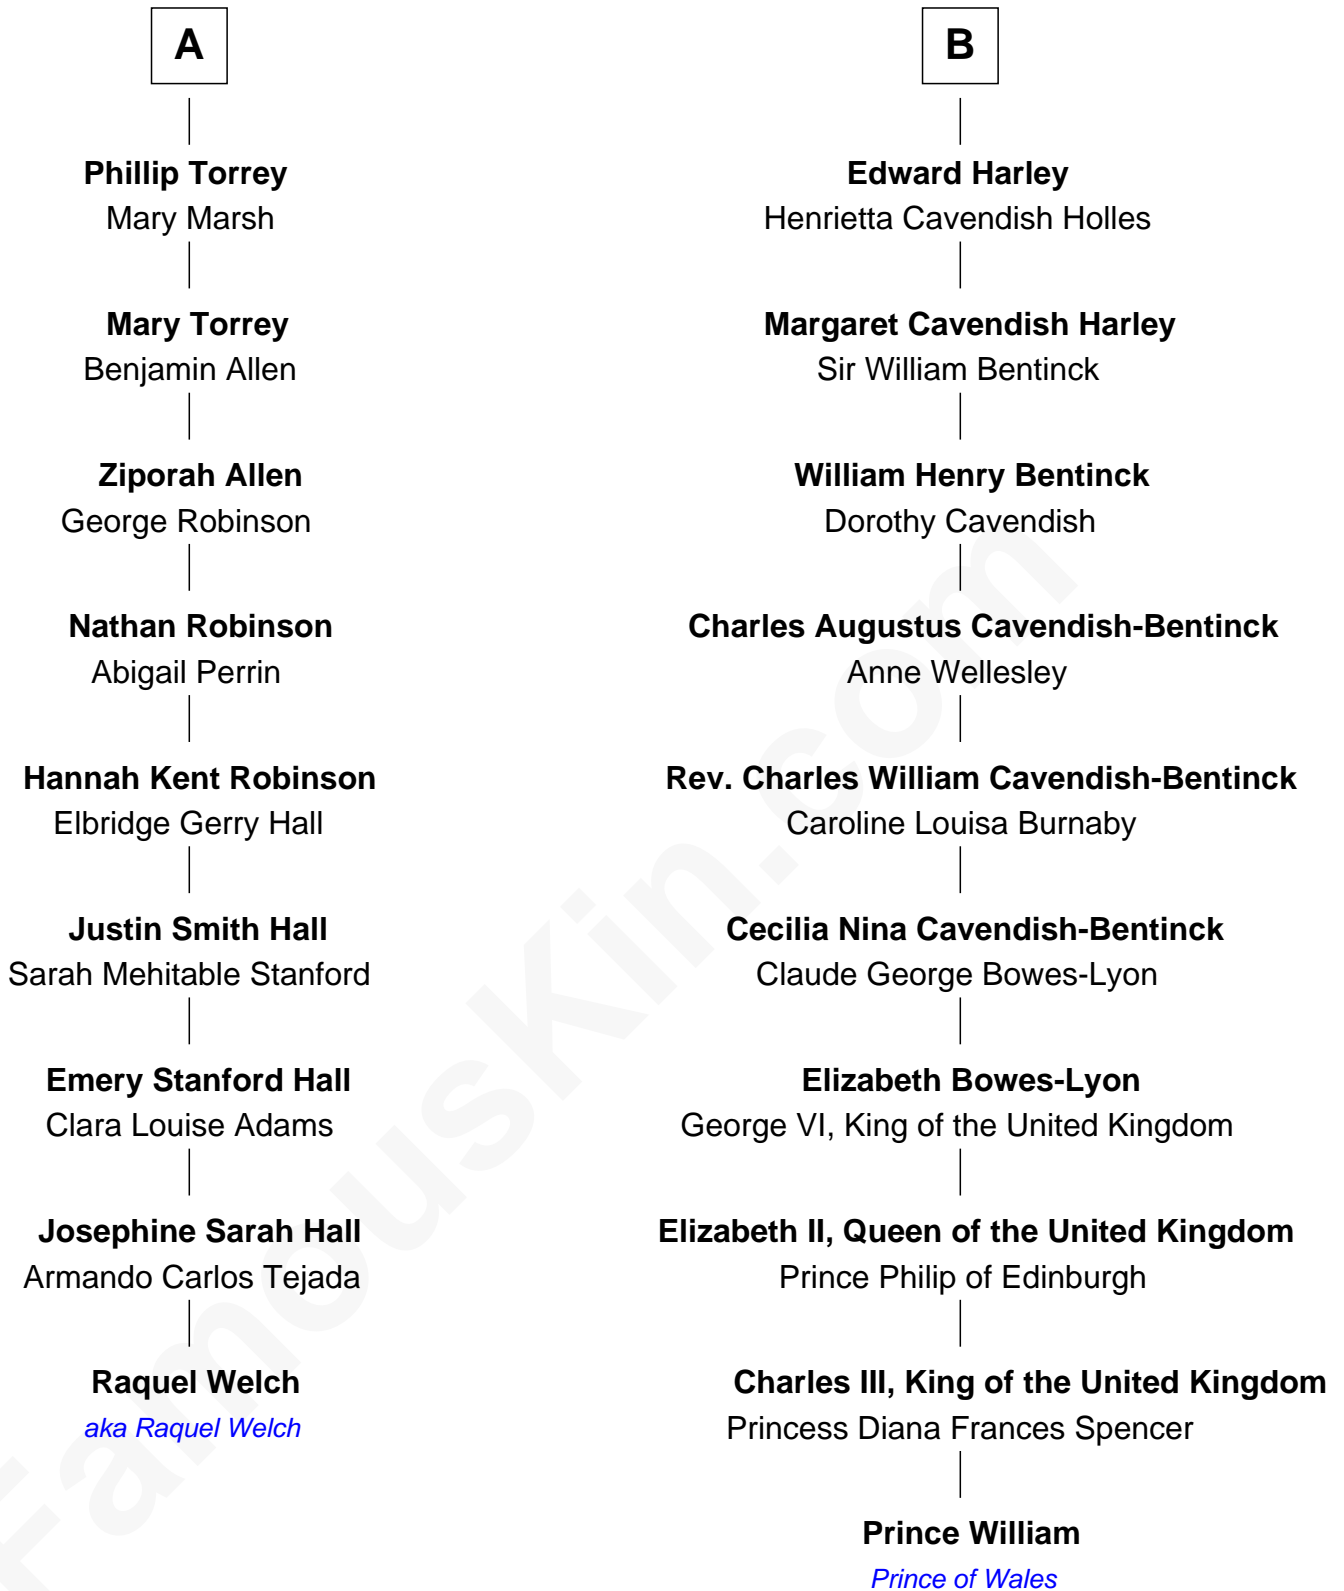 A
Phillip Torrey
Mary Marsh
Mary Torrey
Benjamin Allen
Ziporah Allen
George Robinson
Nathan Robinson
Abigail Perrin
Hannah Kent Robinson
Elbridge Gerry Hall
Justin Smith Hall
Sarah Mehitable Stanford
Emery Stanford Hall
Clara Louise Adams
Josephine Sarah Hall
Armando Carlos Tejada
Raquel Welch
aka Raquel Welch
B
Edward Harley
Henrietta Cavendish Holles
Margaret Cavendish Harley
Sir William Bentinck
William Henry Bentinck
Dorothy Cavendish
Charles Augustus Cavendish-Bentinck
Anne Wellesley
Rev. Charles William Cavendish-Bentinck
Caroline Louisa Burnaby
Cecilia Nina Cavendish-Bentinck
Claude George Bowes-Lyon
Elizabeth Bowes-Lyon
George VI, King of the United Kingdom
Elizabeth II, Queen of the United Kingdom
Prince Philip of Edinburgh
Charles III, King of the United Kingdom
Princess Diana Frances Spencer
Prince William
Prince of Wales
FamousKin.com